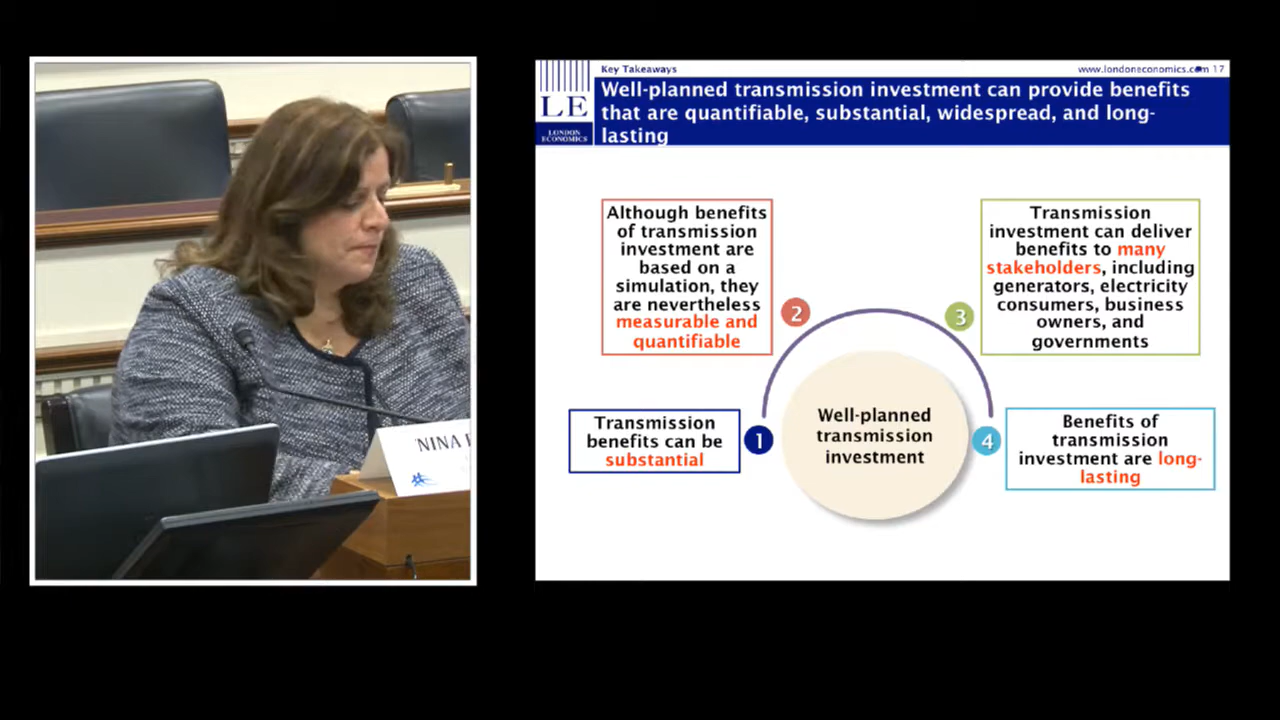 'NINA
Key Takeaways
www.londoneconomics.com 17
LE
LONDON
ECONOMICS
Well-planned transmission investment can provide benefits
that are quantifiable, substantial, widespread, and long-
lasting
Although benefits
of transmission
investment are
based on a
simulation, they
are nevertheless
measurable and
quantifiable
2
3
Transmission
investment can deliver
benefits to many
stakeholders, including
generators, electricity
consumers, business
owners, and
governments
Transmission
benefits can be
substantial
1
Well-planned
transmission
investment
4
Benefits of
transmission
investment are long-
lasting